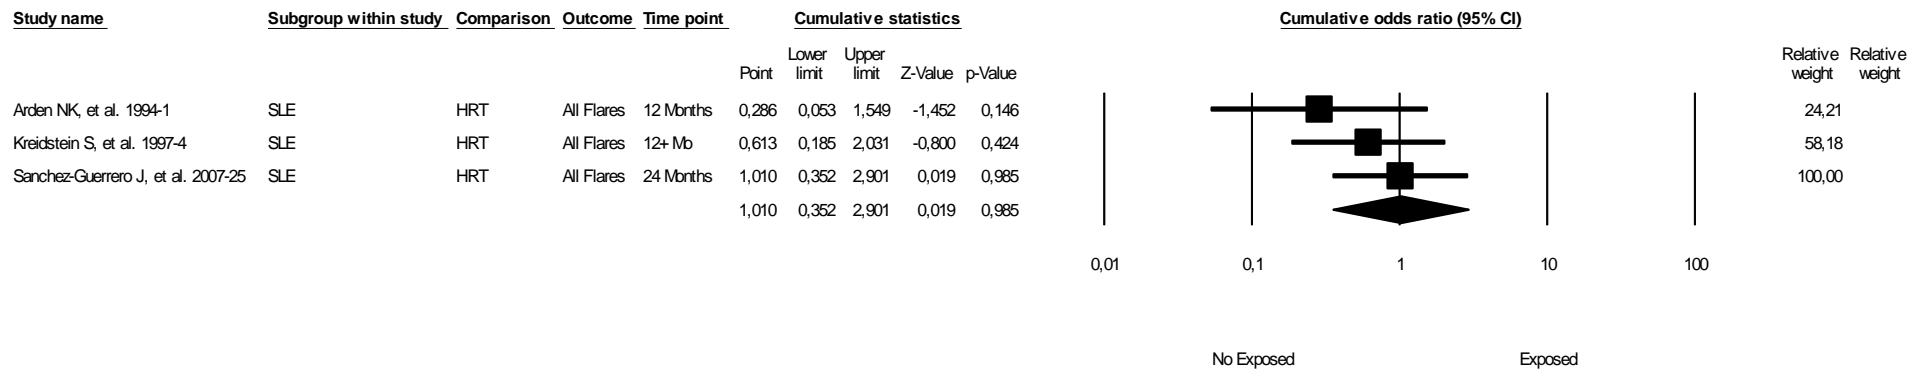 Study name Subgroup within study Comparison Outcome Time point Cumulative statistics Cumulative odds ratio (95% CI)
Lower Upper Relative Relative
Point limit limit Z-Value p-Value weight weight
Arden NK, et al. 1994-1 SLE HRT All Flares 12 Months 0,286 0,053 1,549 -1,452 0,146 24,21
Kreidstein S, et al. 1997-4 SLE HRT All Flares 12+ Mo 0,613 0,185 2,031 -0,800 0,424 58,18
Sanchez-Guerrero J, et al. 2007-25 SLE HRT All Flares 24 Months 1,010 0,352 2,901 0,019 0,985 100,00
1,010 0,352 2,901 0,019 0,985
0,01 0,1 1 10 100
No Exposed Exposed